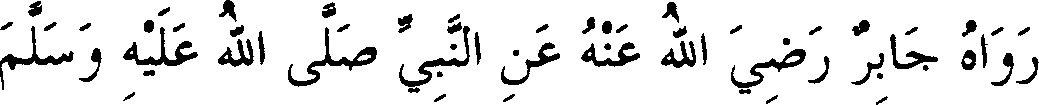 رَوَاهُ جَابِرٌ رَضِيَ اللهُ عَنْهُ عَنِ النَّبِيِّ صَلَّى اللهُ عَلَيْهِ وَسَلَّمَ